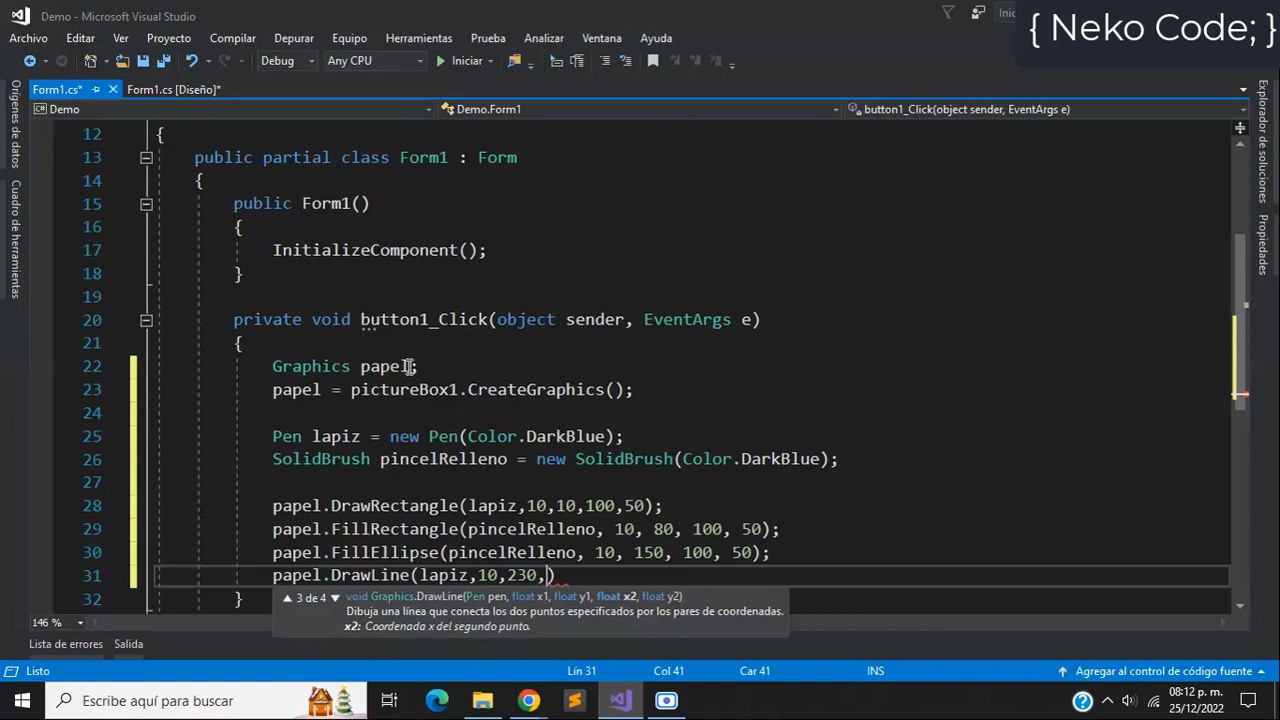 Demo - Microsoft Visual Studio
Inic
{ Neko Code; }
Archivo Editar Ver Proyecto Compilar Depurar Equipo Herramientas Prueba Analizar Ventana Ayuda
Debug Any CPU Iniciar
Form1.cs* Form1.cs [Diseño]*
Demo Demo.Form1 button1_Click(object sender, EventArgs e)
Orígenes de datos
Cuadro de herramientas
Explorador de soluciones
Propiedades
12 {
13 public partial class Form1 : Form
14 {
15 public Form1()
16 {
17 InitializeComponent();
18 }
19
20 private void button1_Click(object sender, EventArgs e)
21 {
22 Graphics papel;
23 papel = pictureBox1.CreateGraphics();
24
25 Pen lapiz = new Pen(Color.DarkBlue);
26 SolidBrush pincelRelleno = new SolidBrush(Color.DarkBlue);
27
28 papel.DrawRectangle(lapiz,10,10,100,50);
29 papel.FillRectangle(pincelRelleno, 10, 80, 100, 50);
30 papel.FillEllipse(pincelRelleno, 10, 150, 100, 50);
31 papel.DrawLine(lapiz,10,230,)
32 }
▲ 3 de 4 ▼ void Graphics.DrawLine(Pen pen, float x1, float y1, float x2, float y2)
Dibuja una línea que conecta los dos puntos especificados por los pares de coordenadas.
x2: Coordenada x del segundo punto.
146 %
Lista de errores Salida
Listo Lín 31 Col 41 Car 41 INS Agregar al control de código fuente
Escribe aquí para buscar
08:12 p. m.
25/12/2022